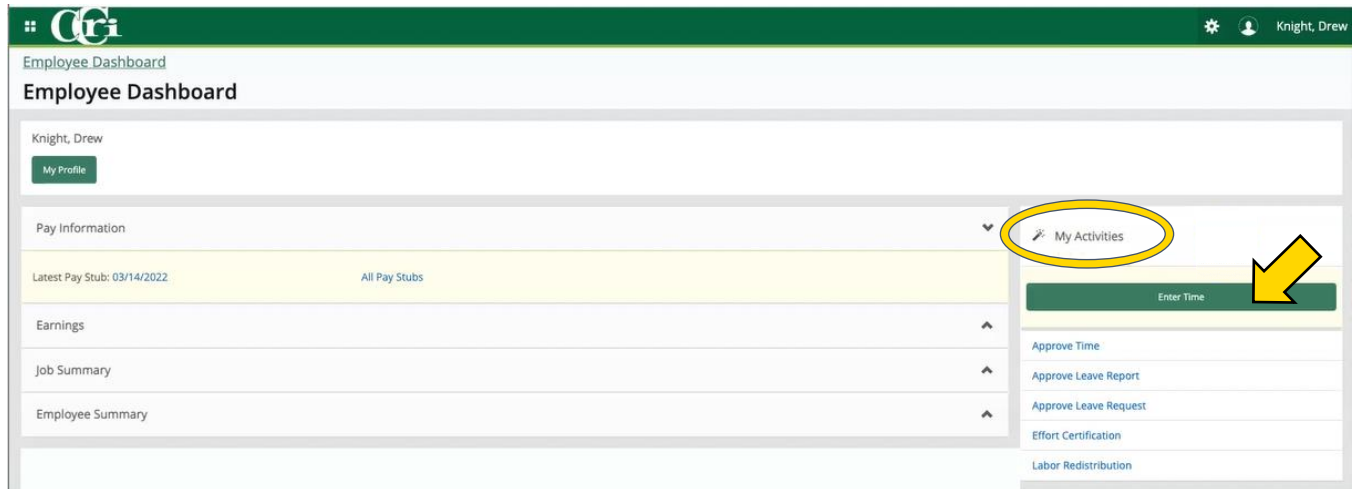 CCri
Knight, Drew
Employee Dashboard
Employee Dashboard
Knight, Drew
My Profile
Pay Information
Latest Pay Stub: 03/14/2022
All Pay Stubs
Earnings
Job Summary
Employee Summary
My Activities
Enter Time
Approve Time
Approve Leave Report
Approve Leave Request
Effort Certification
Labor Redistribution